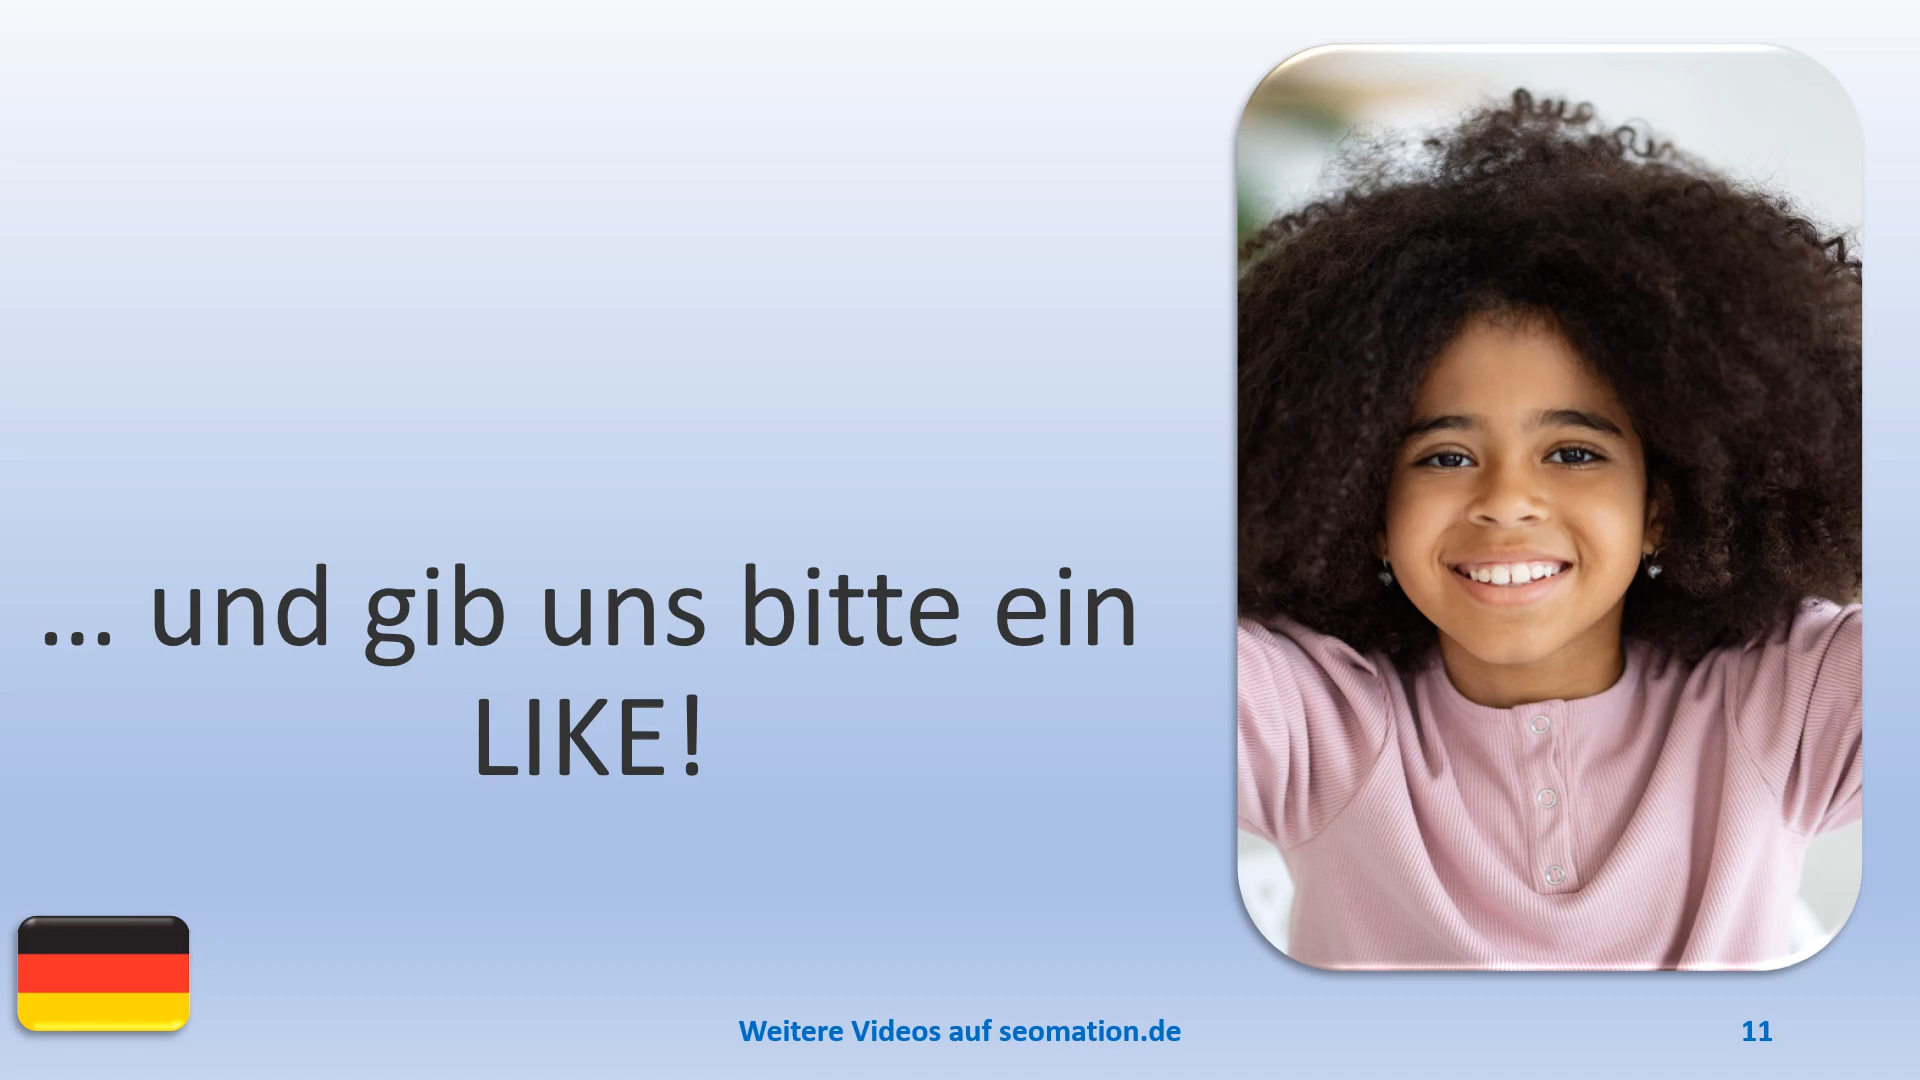 ... und gib uns bitte ein
LIKE!
Weitere Videos auf seomation.de
11